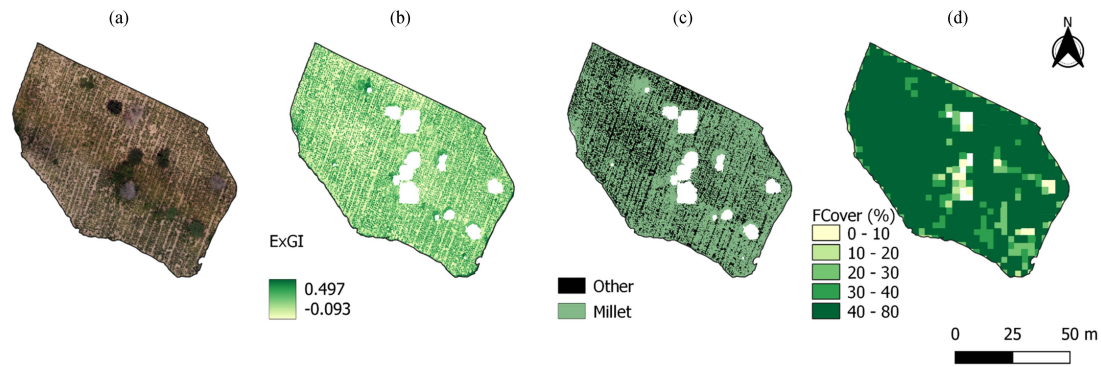 (a)
(b)
(c)
(d)
N
ExGI
0.497
-0.093
Other
Millet
FCover (%)
0 - 10
10 - 20
20 - 30
30 - 40
40 - 80
0 25 50 m